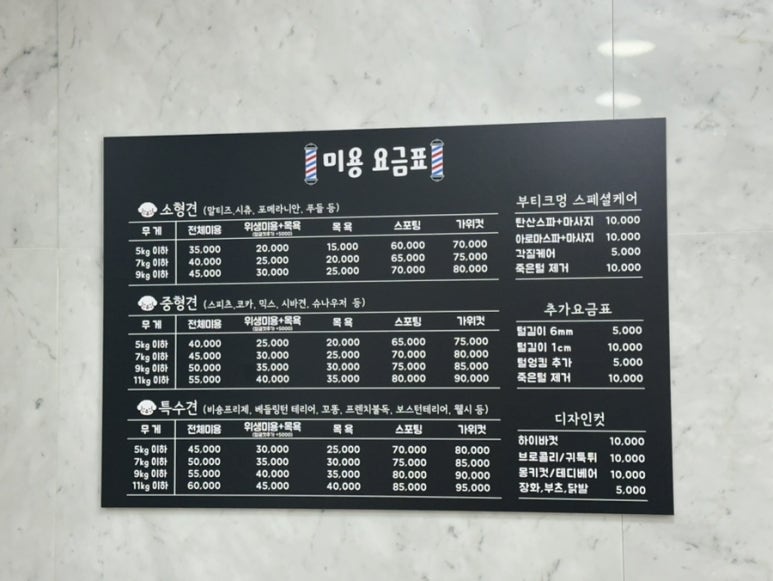 미용 요금표
소형견 (말티즈,시츄, 포메라니안, 푸들 등)
무게 전체미용 위생미용+목욕 목욕 스포팅 가위컷
(얼굴컷추가 +5000)
5kg 이하 35,000 20,000 15,000 60,000 70,000
7kg 이하 40,000 25,000 20,000 65,000 75,000
9kg 이하 45,000 30,000 25,000 70,000 80,000
중형견 (스피츠,코카, 믹스, 시바견, 슈나우저 등)
무게 전체미용 위생미용+목욕 목욕 스포팅 가위컷
(얼굴컷추가 +5000)
5kg 이하 40,000 25,000 20,000 65,000 75,000
7kg 이하 45,000 30,000 25,000 70,000 80,000
9kg 이하 50,000 35,000 30,000 75,000 85,000
11kg 이하 55,000 40,000 35,000 80,000 90,000
특수견 (비숑프리제, 베들링턴 테리어, 꼬똥, 프렌치불독, 보스턴테리어, 웰시 등)
무게 전체미용 위생미용+목욕 목욕 스포팅 가위컷
(얼굴컷추가 +5000)
5kg 이하 45,000 30,000 25,000 70,000 80,000
7kg 이하 50,000 35,000 30,000 75,000 85,000
9kg 이하 55,000 40,000 35,000 80,000 90,000
11kg 이하 60,000 45,000 40,000 85,000 95,000
부티크멍 스페셜케어
탄산스파+마사지 10,000
아로마스파+마사지 10,000
각질케어 5,000
죽은털 제거 10,000
추가요금표
털길이 6mm 5,000
털길이 1cm 10,000
털엉킴 추가 5,000
죽은털 제거 10,000
디자인컷
하이바컷 10,000
브로콜리/귀툭튀 10,000
몽키컷/테디베어 10,000
장화,부츠,닭발 5,000